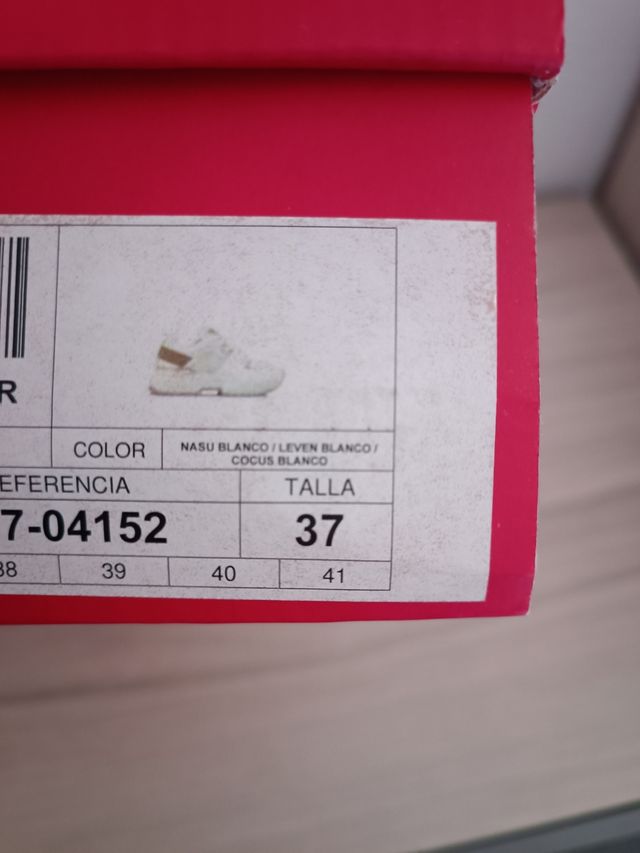 R
COLOR
NASU BLANCO / LEVEN BLANCO /
COCUS BLANCO
EFERENCIA
TALLA
7-04152
37
38
39
40
41